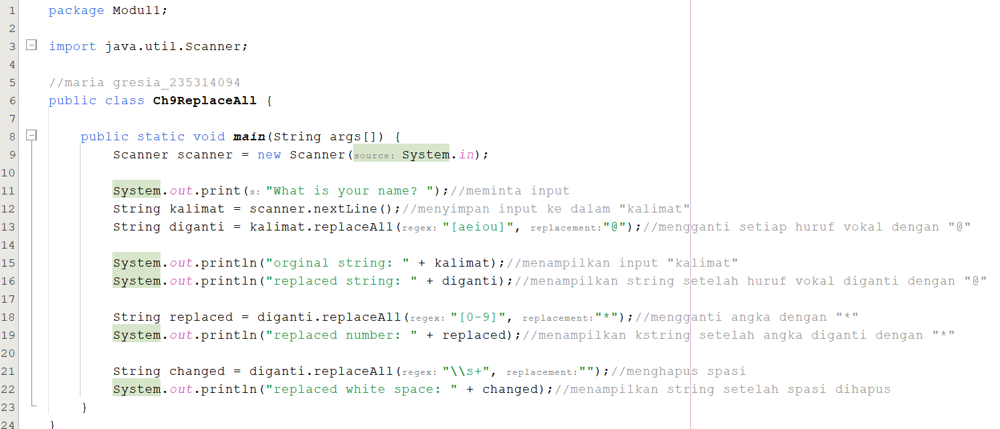 1 package Modul1;
2
3 import java.util.Scanner;
4
5 //maria gresia_235314094
6 public class Ch9ReplaceAll {
7
8 public static void main(String args[]) {
9 Scanner scanner = new Scanner(source: System.in);
10
11 System.out.print(s: "What is your name? ");//meminta input
12 String kalimat = scanner.nextLine();//menyimpan input ke dalam "kalimat"
13 String diganti = kalimat.replaceAll(regex: "[aeiou]", replacement:"@");//mengganti setiap huruf vokal dengan "@"
14
15 System.out.println("orginal string: " + kalimat);//menampilkan input "kalimat"
16 System.out.println("replaced string: " + diganti);//menampilkan string setelah huruf vokal diganti dengan "@"
17
18 String replaced = diganti.replaceAll(regex: "[0-9]", replacement:"*");//mengganti angka dengan "*"
19 System.out.println("replaced number: " + replaced);//menampilkan kstring setelah angka diganti dengan "*"
20
21 String changed = diganti.replaceAll(regex: "\\s+", replacement:"");//menghapus spasi
22 System.out.println("replaced white space: " + changed);//menampilkan string setelah spasi dihapus
23 }
24 }